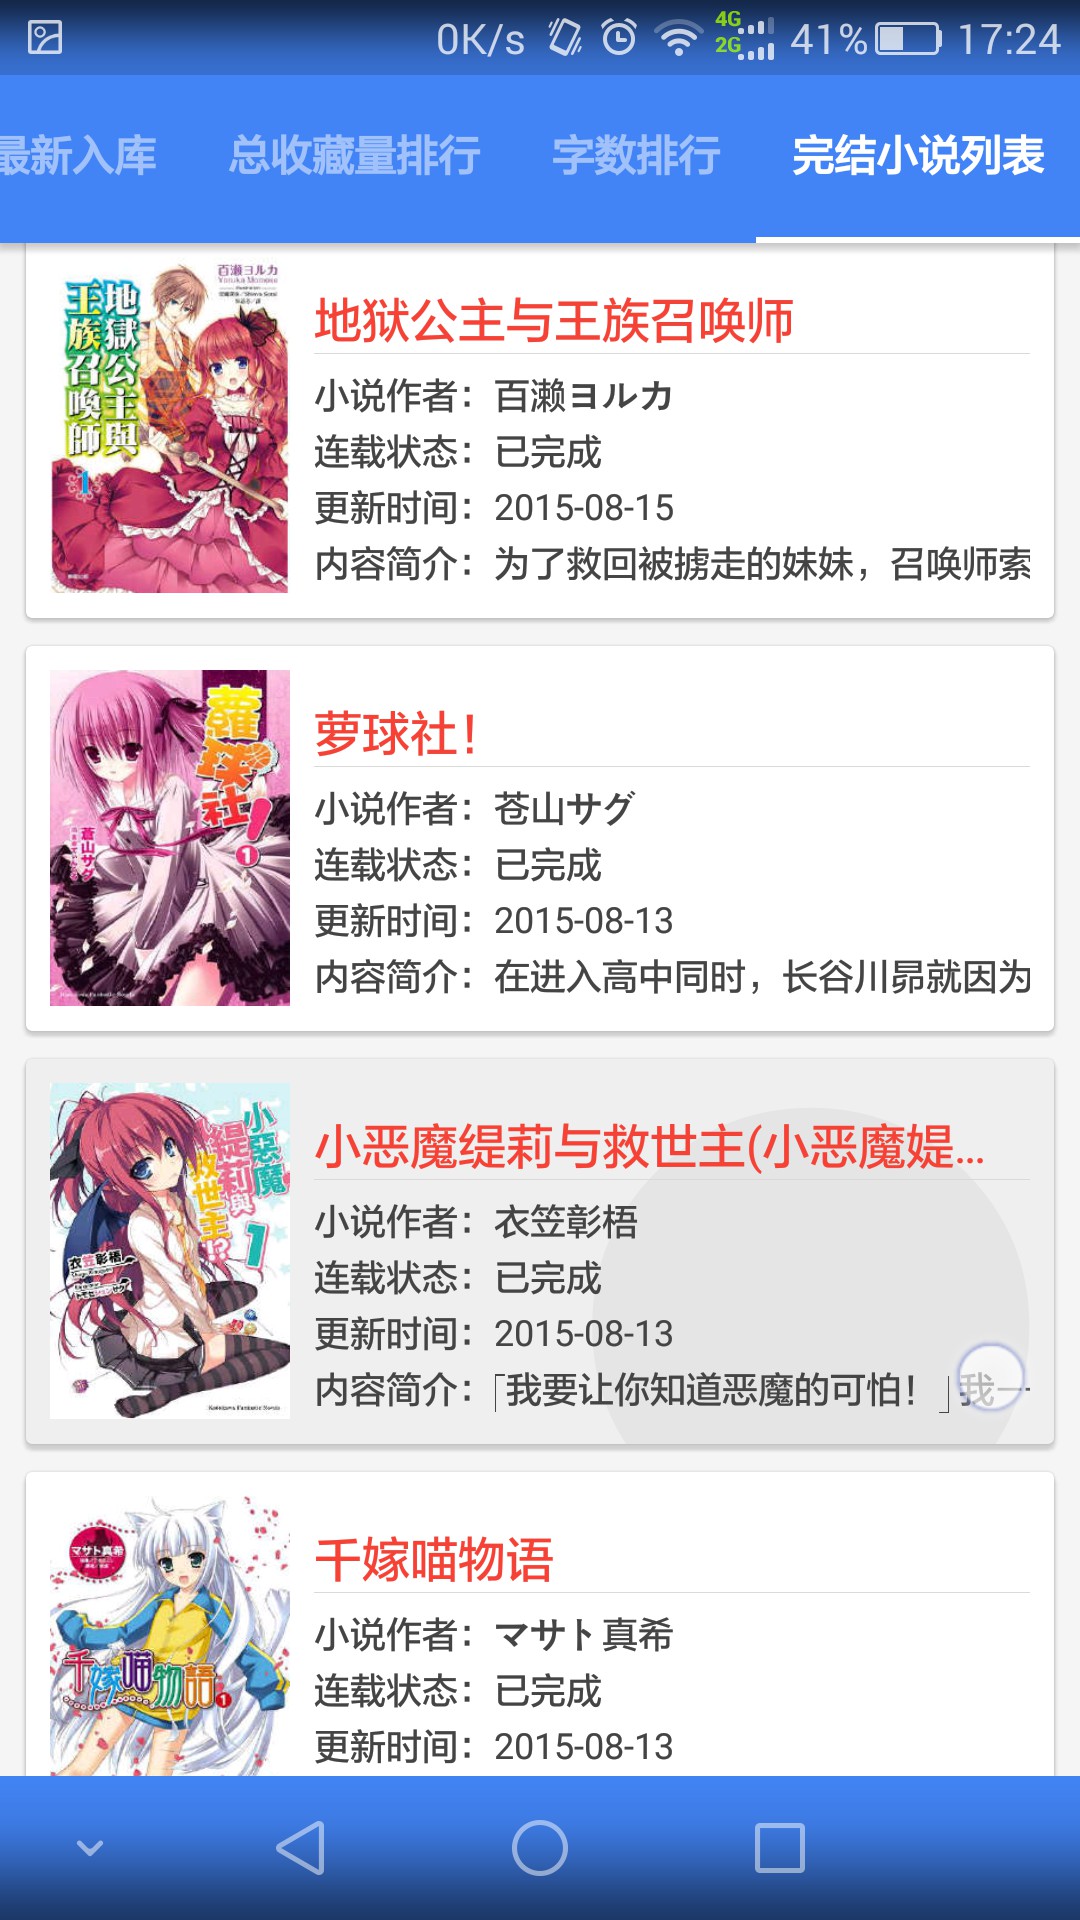 0K/s 4G 2G 41% 17:24
最新入库 总收藏量排行 字数排行 完结小说列表
百瀬ヨルカ
地獄公主與
王族召喚師
1
地狱公主与王族召唤师
小说作者：百濑ヨルカ
连载状态：已完成
更新时间：2015-08-15
内容简介：为了救回被掳走的妹妹，召唤师索
蘿球社！
1
蒼山サグ
萝球社！
小说作者：苍山サグ
连载状态：已完成
更新时间：2015-08-13
内容简介：在进入高中同时，长谷川昴就因为
小惡魔
緹莉與
救世主!?
1
衣笠彰梧
小恶魔缇莉与救世主(小恶魔媞...
小说作者：衣笠彰梧
连载状态：已完成
更新时间：2015-08-13
内容简介：「我要让你知道恶魔的可怕！」我一
マサト真希
千嫁喵物語
1
千嫁喵物语
小说作者：マサト真希
连载状态：已完成
更新时间：2015-08-13